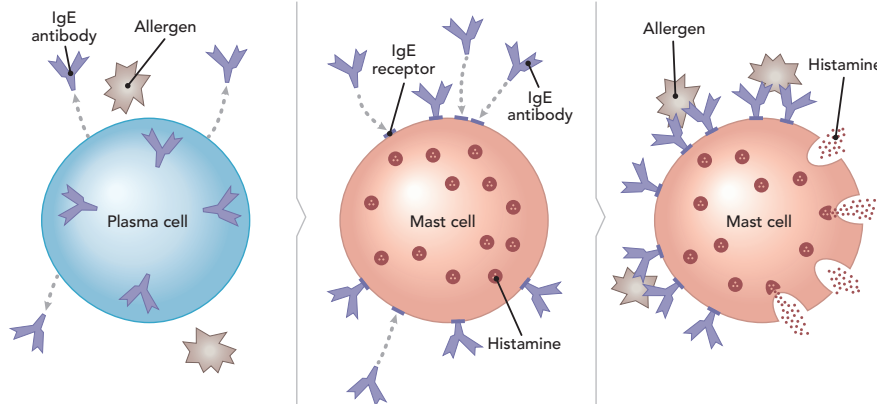 IgE
antibody
Allergen
Plasma cell
IgE
receptor
IgE
antibody
Mast cell
Histamine
Allergen
Histamine
Mast cell